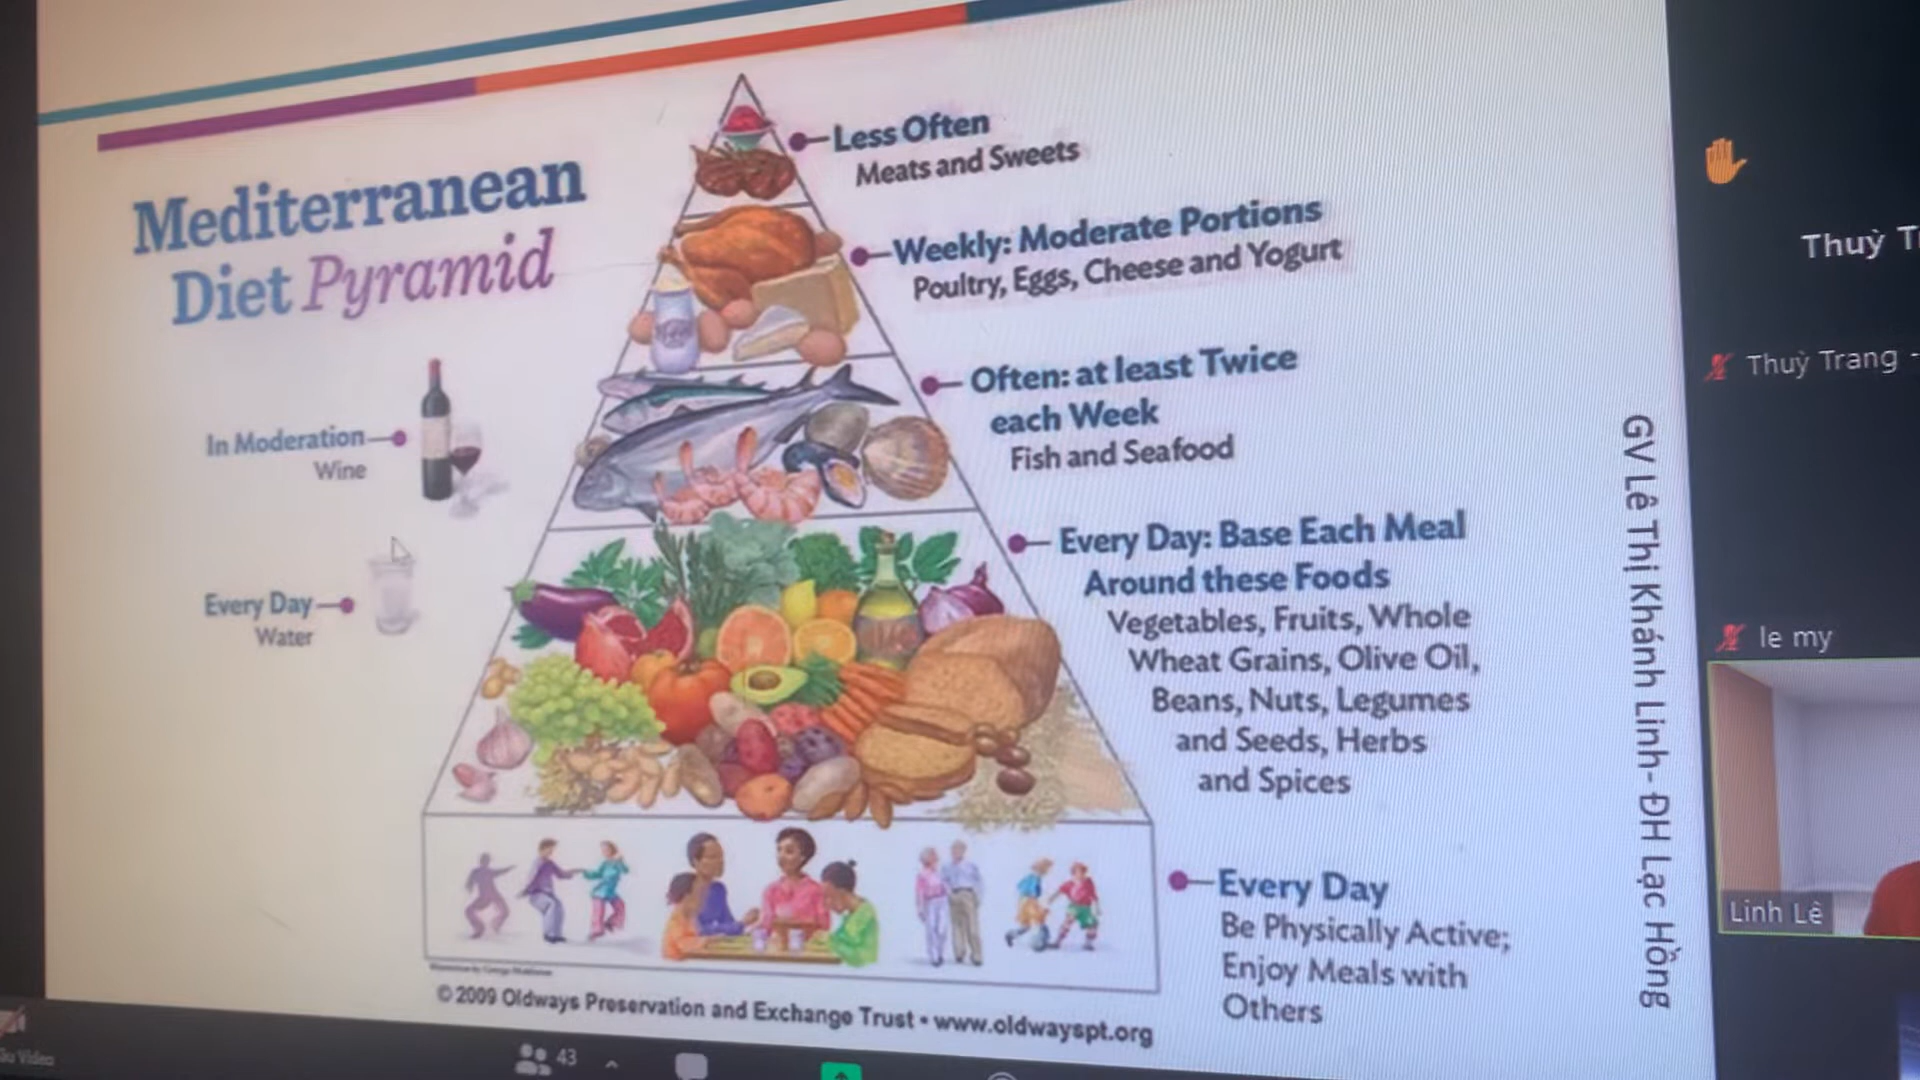 Mediterranean
Diet Pyramid
Less Often
Meats and Sweets
Weekly: Moderate Portions
Poultry, Eggs, Cheese and Yogurt
Often: at least Twice
each Week
Fish and Seafood
In Moderation
Wine
Every Day
Water
Every Day: Base Each Meal
Around these Foods
Vegetables, Fruits, Whole
Wheat Grains, Olive Oil,
Beans, Nuts, Legumes
and Seeds, Herbs
and Spices
Every Day
Be Physically Active;
Enjoy Meals with
Others
© 2009 Oldways Preservation and Exchange Trust • www.oldwayspt.org
GV Lê Thị Khánh Linh- ĐH Lạc Hồng
Thuỳ
Thuỳ Trang -
le my
Linh Lê
Video
43